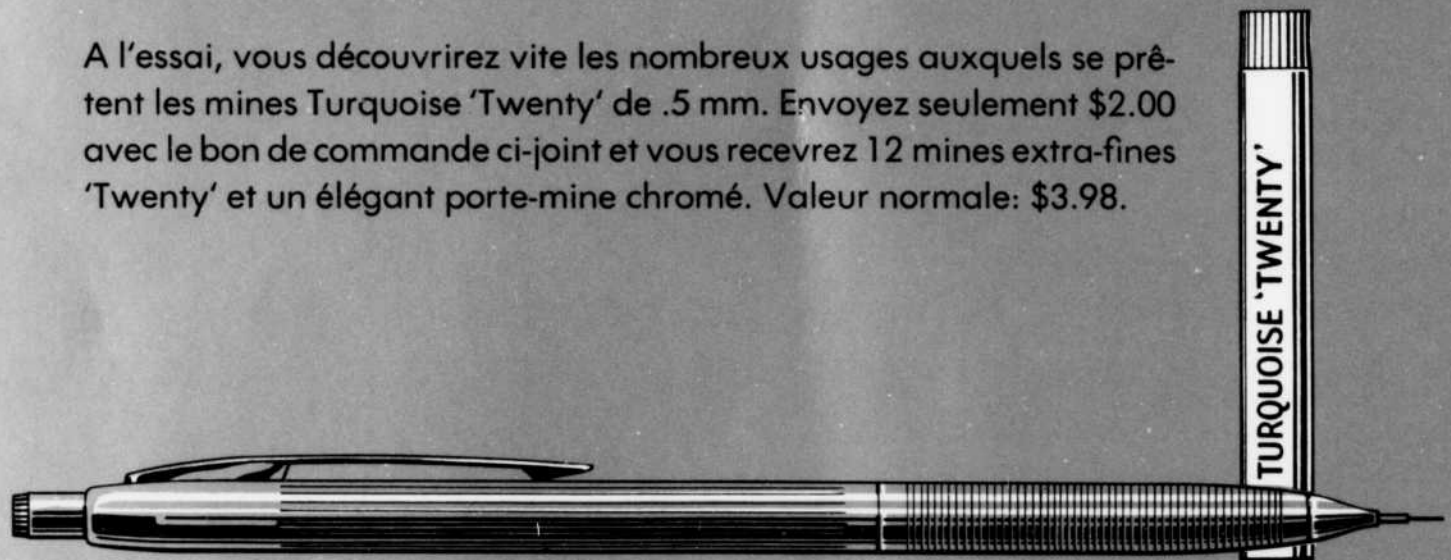 A l'essai, vous découvrirez vite les nombreux usages auxquels se prê-
tent les mines Turquoise 'Twenty' de .5 mm. Envoyez seulement $2.00
avec le bon de commande ci-joint et vous recevrez 12 mines extra-fines
'Twenty' et un élégant porte-mine chromé. Valeur normale: $3.98.
TURQUOISE 'TWENTY'